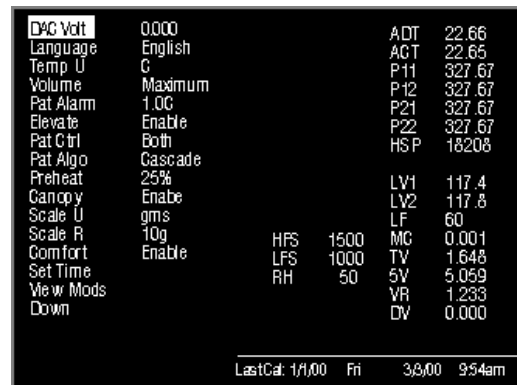 DAC Volt 0.000 ADT 22.66
Language English ACT 22.65
Temp U C P11 327.67
Volume Maximum P12 327.67
Pat Alarm 1.0C P21 327.67
Elevate Enable P22 327.67
Pat Ctrl Both HSP 18208
Pat Algo Cascade
Preheat 25% LV1 117.4
Canopy Enabe LV2 117.8
Scale U gms LF 60
Scale R 10g HFS 1500 MC 0.001
Comfort Enable LFS 1000 TV 1.648
Set Time RH 50 5V 5.059
View Mods VR 1.233
Down DV 0.000
LastCal: 1/1/00 Fri 3/3/00 9:54am